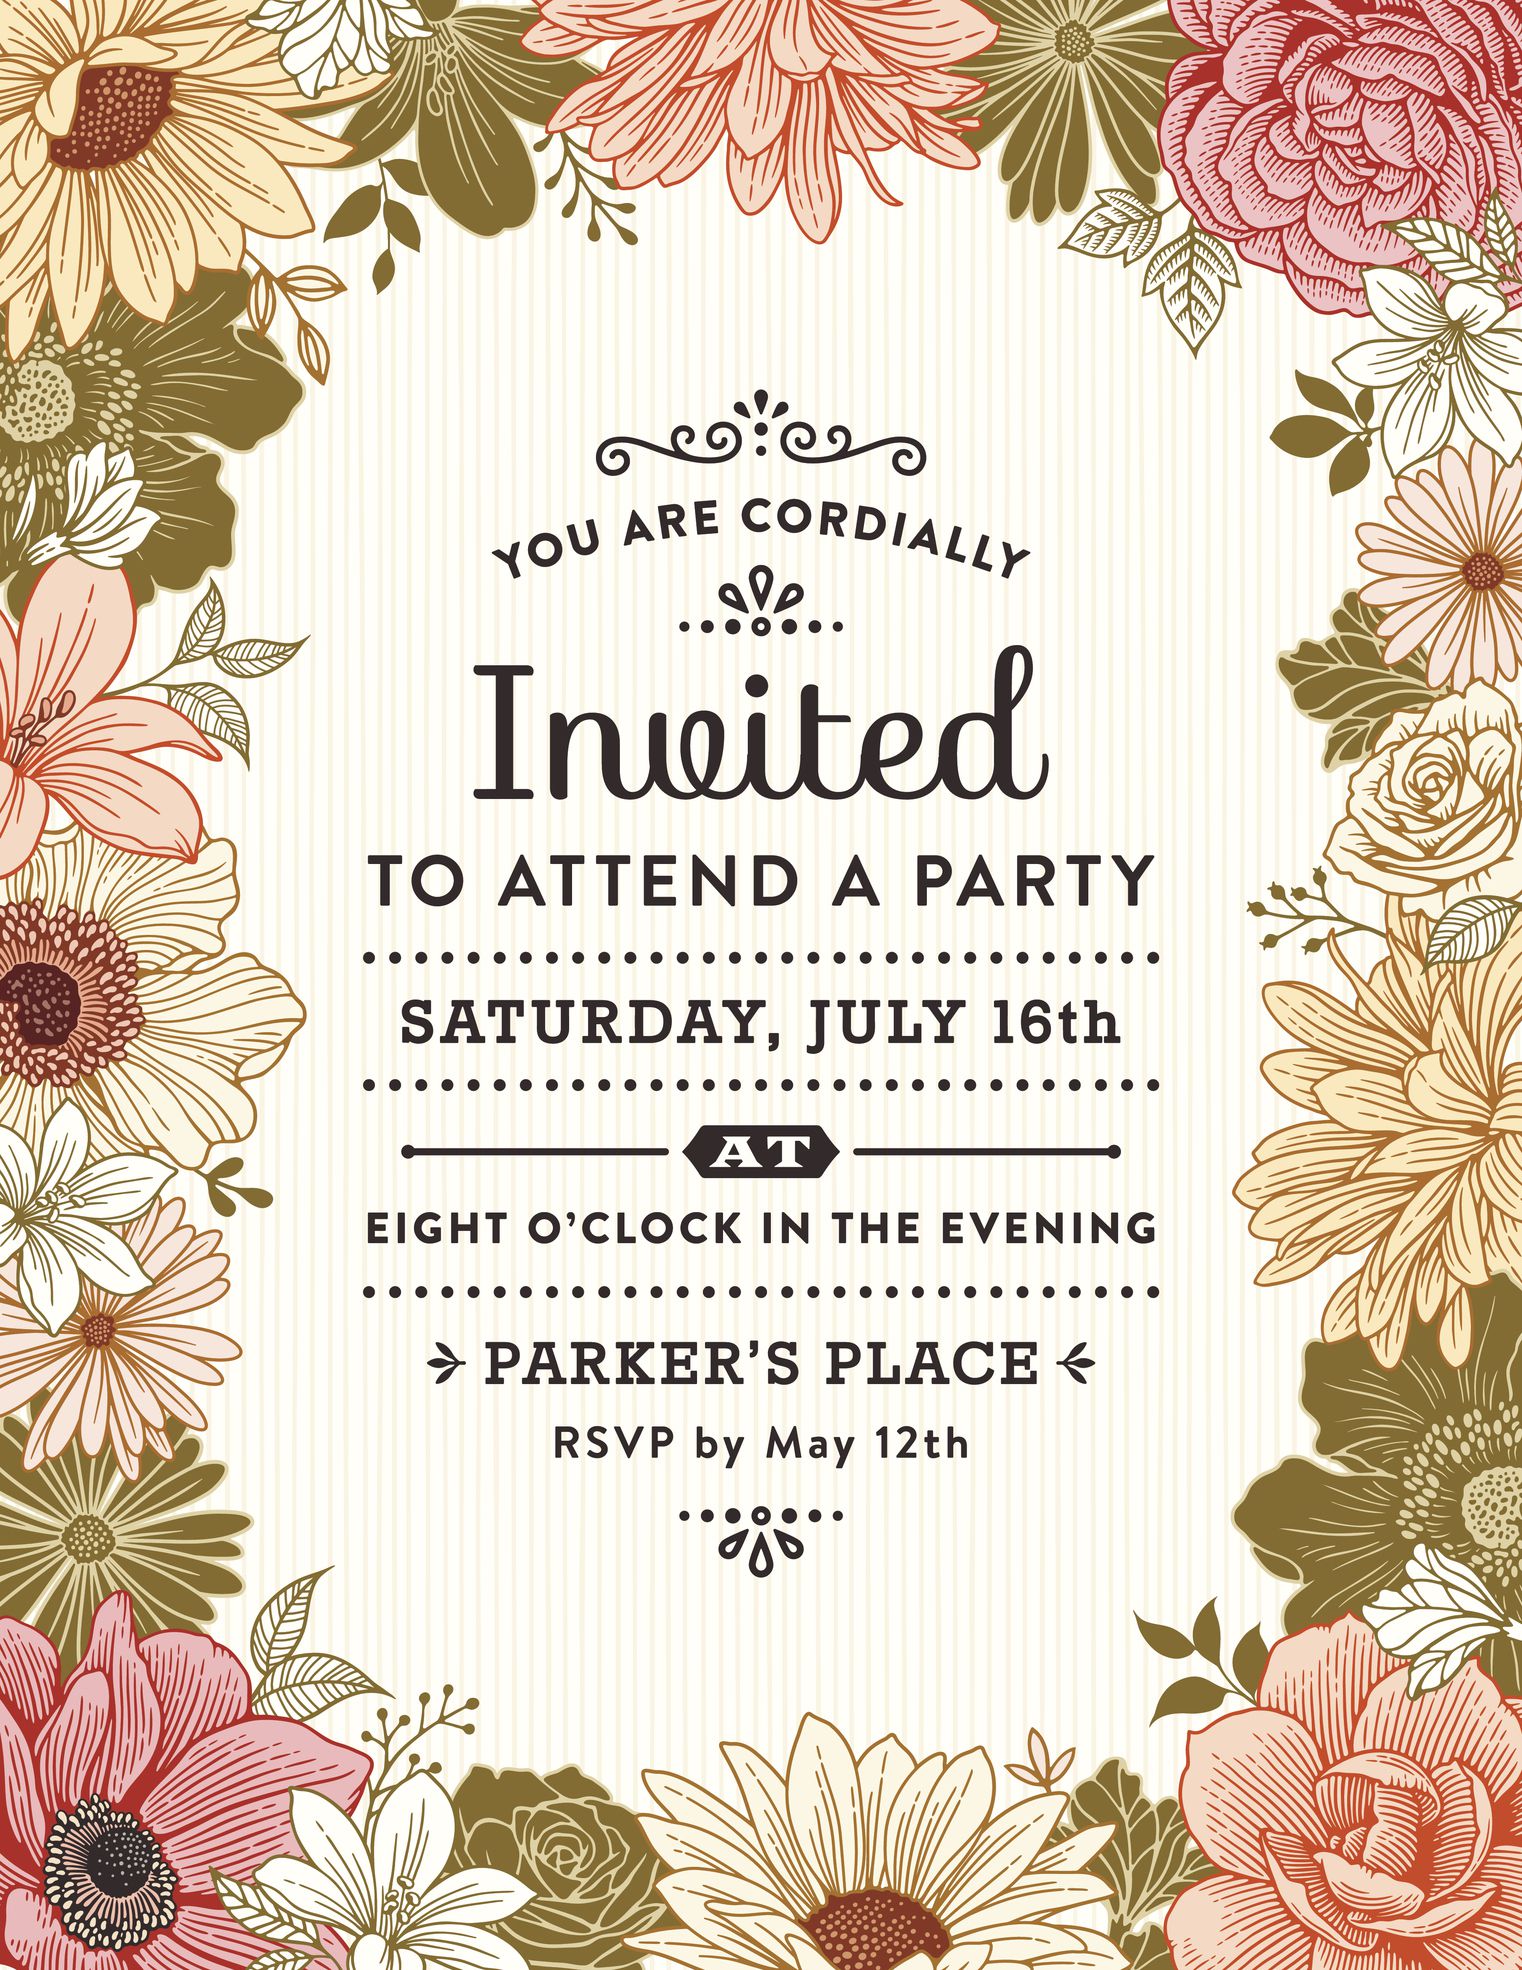 YOU ARE CORDIALLY
Invited
TO ATTEND A PARTY
SATURDAY, JULY 16th
AT
EIGHT O’CLOCK IN THE EVENING
PARKER’S PLACE
RSVP by May 12th